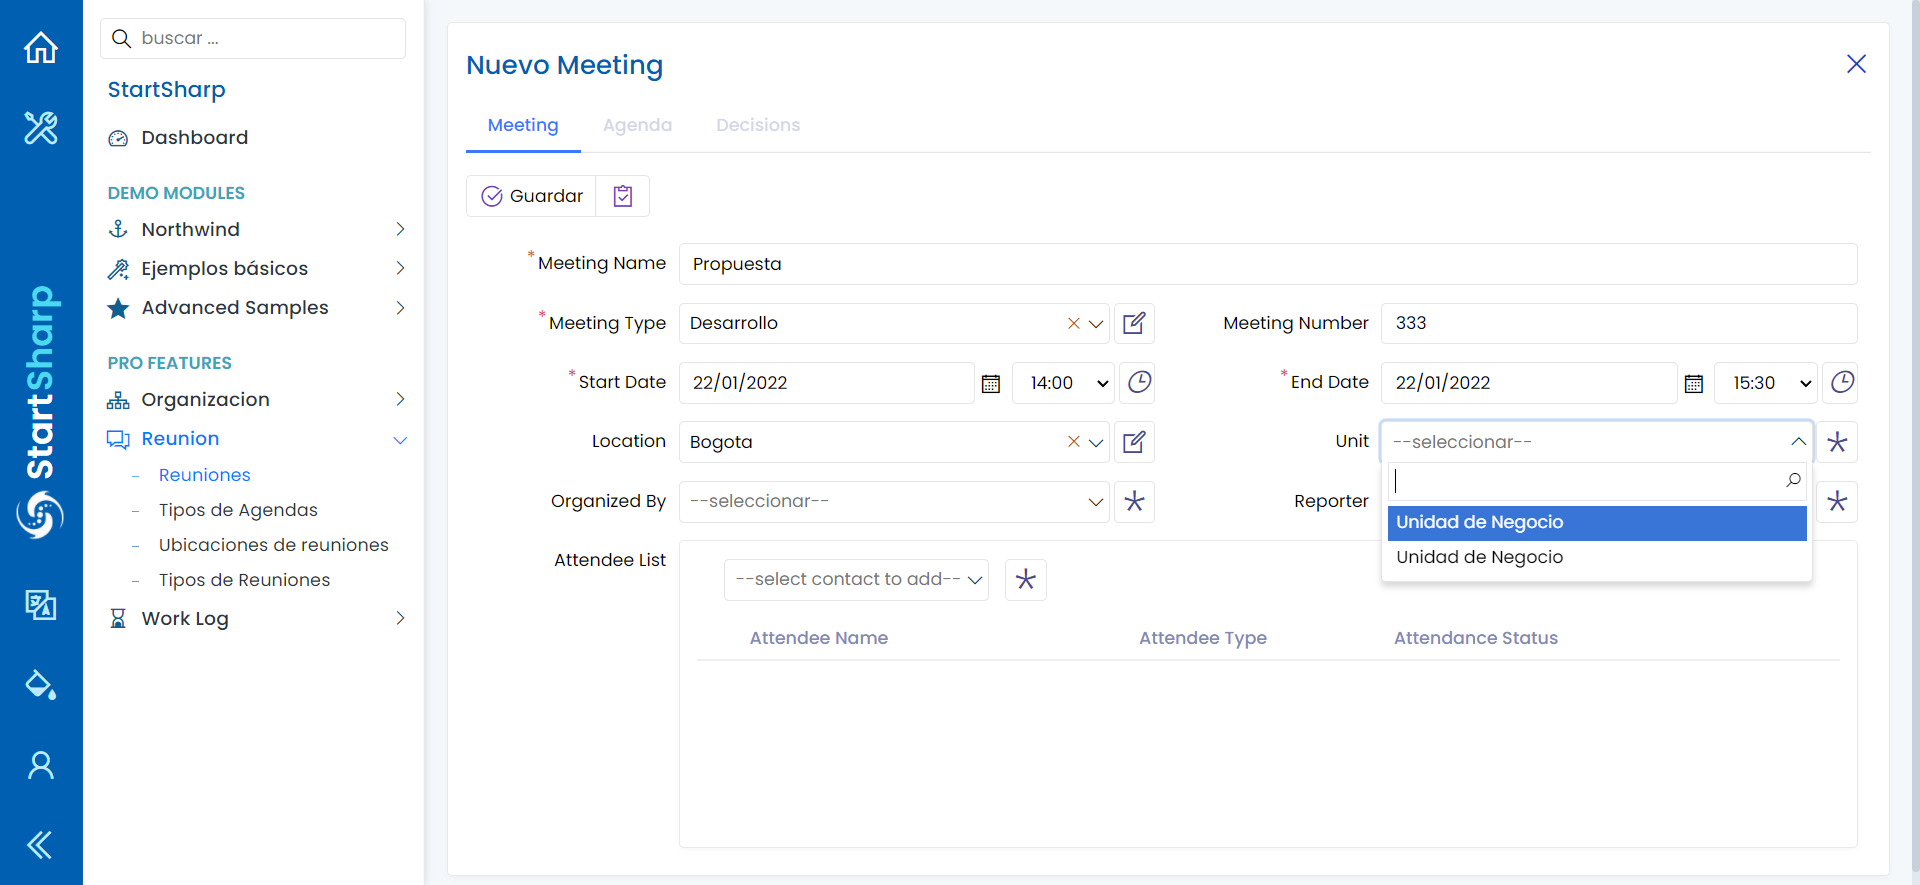 buscar ...
StartSharp
Dashboard
DEMO MODULES
Northwind
Ejemplos básicos
Advanced Samples
PRO FEATURES
Organizacion
Reunion
- Reuniones
- Tipos de Agendas
- Ubicaciones de reuniones
- Tipos de Reuniones
Work Log
StartSharp
Nuevo Meeting
Meeting Agenda Decisions
Guardar
*Meeting Name Propuesta
*Meeting Type Desarrollo Meeting Number 333
*Start Date 22/01/2022 14:00 *End Date 22/01/2022 15:30
Location Bogota Unit --seleccionar--
Organized By --seleccionar-- Reporter
Unidad de Negocio
Unidad de Negocio
Attendee List
--select contact to add--
Attendee Name Attendee Type Attendance Status